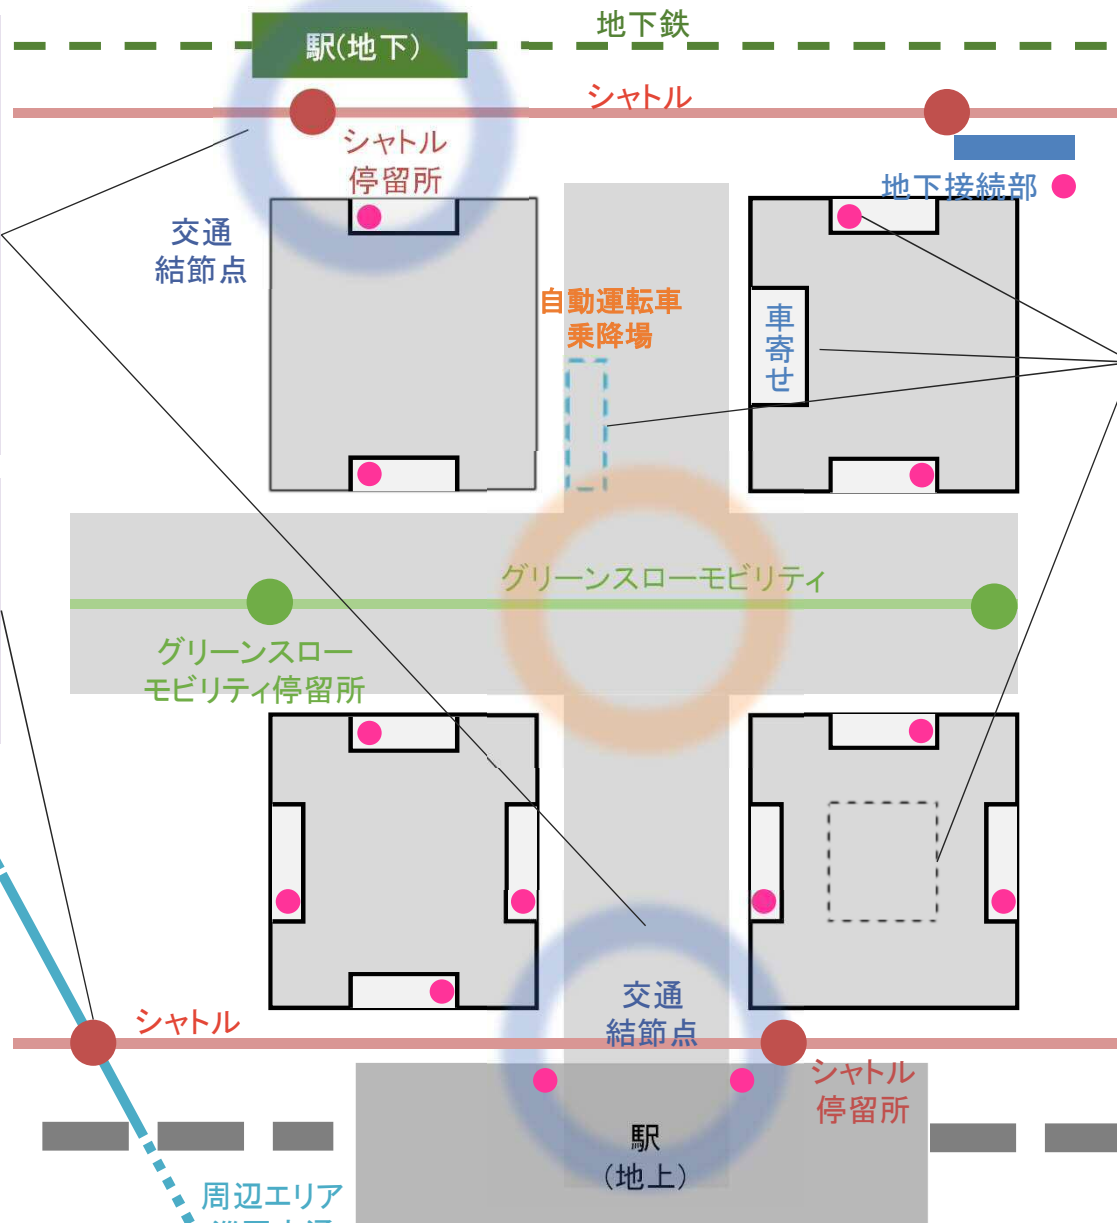 地下鉄
駅(地下)
シャトル
シャトル
停留所
地下接続部
交通
結節点
自動運転車
乗降場
車寄せ
グリーンスローモビリティ
グリーンスロー
モビリティ停留所
交通
結節点
シャトル
シャトル
停留所
駅
(地上)
周辺エリア